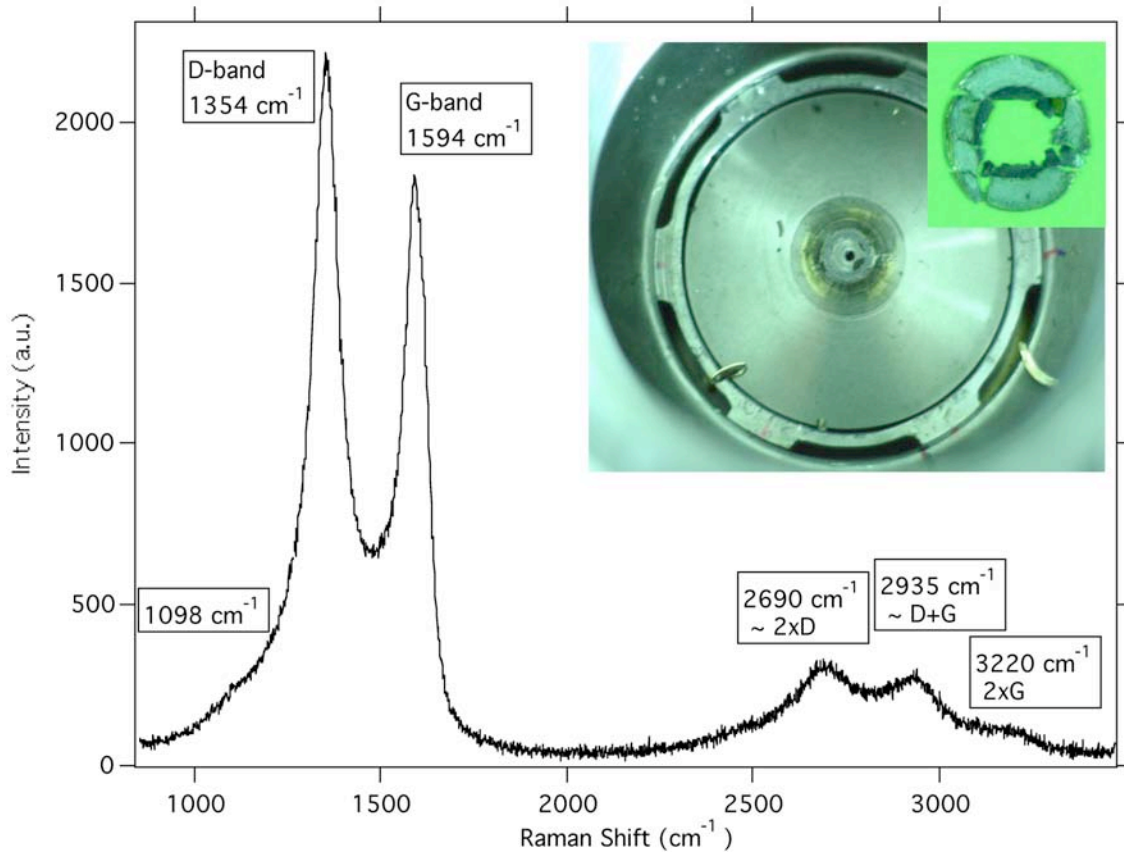 D-band
1354 cm⁻¹
G-band
1594 cm⁻¹
1098 cm⁻¹
2690 cm⁻¹
~ 2xD
2935 cm⁻¹
~ D+G
3220 cm⁻¹
2xG
2000
1500
1000
500
0
Intensity (a.u.)
1000
1500
2000
2500
3000
Raman Shift (cm⁻¹)